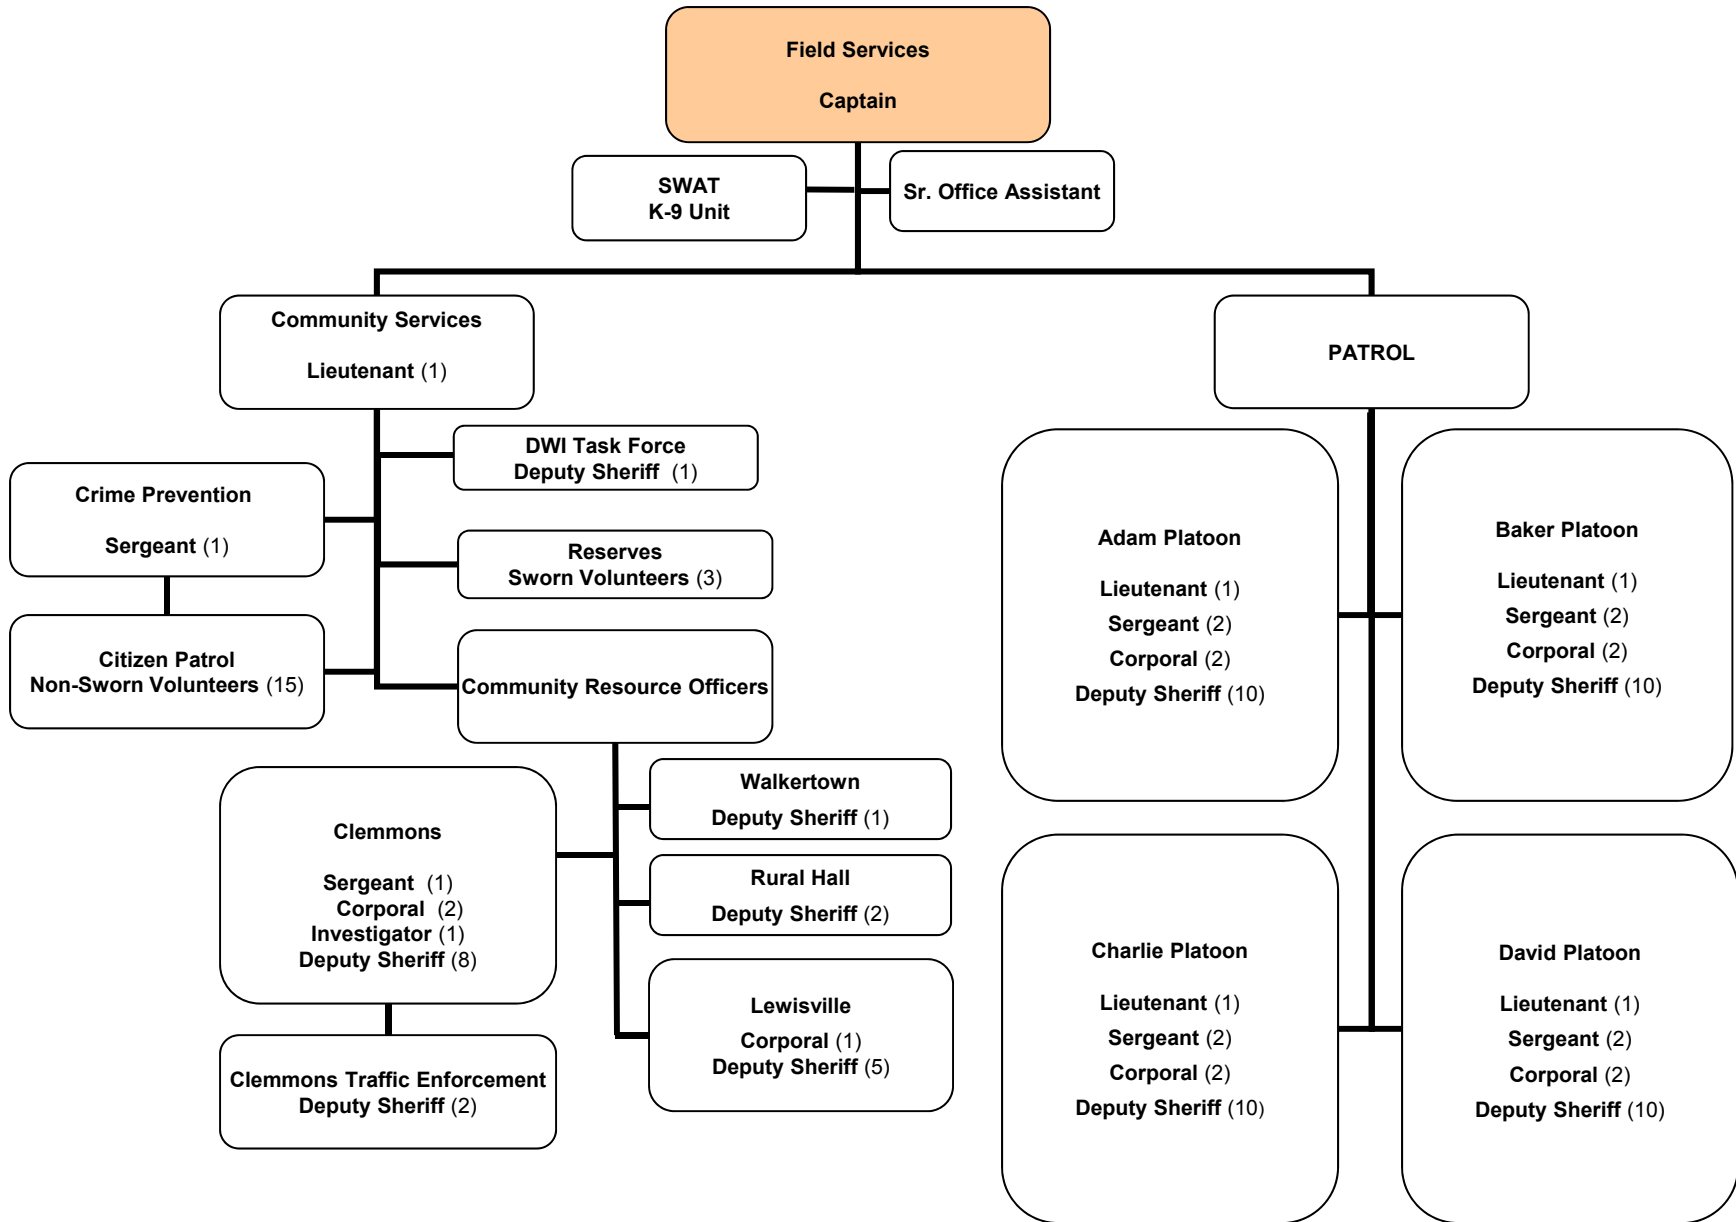 Field Services
Captain
SWAT
K-9 Unit
Sr. Office Assistant
Community Services
Lieutenant (1)
PATROL
DWI Task Force
Deputy Sheriff (1)
Crime Prevention
Sergeant (1)
Reserves
Sworn Volunteers (3)
Citizen Patrol
Non-Sworn Volunteers (15)
Community Resource Officers
Adam Platoon
Lieutenant (1)
Sergeant (2)
Corporal (2)
Deputy Sheriff (10)
Baker Platoon
Lieutenant (1)
Sergeant (2)
Corporal (2)
Deputy Sheriff (10)
Clemmons
Sergeant (1)
Corporal (2)
Investigator (1)
Deputy Sheriff (8)
Walkertown
Deputy Sheriff (1)
Rural Hall
Deputy Sheriff (2)
Lewisville
Corporal (1)
Deputy Sheriff (5)
Clemmons Traffic Enforcement
Deputy Sheriff (2)
Charlie Platoon
Lieutenant (1)
Sergeant (2)
Corporal (2)
Deputy Sheriff (10)
David Platoon
Lieutenant (1)
Sergeant (2)
Corporal (2)
Deputy Sheriff (10)